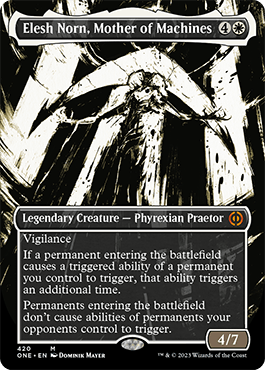 Elesh Norn, Mother of Machines 4
Legendary Creature — Phyrexian Praetor
Vigilance
If a permanent entering the battlefield
causes a triggered ability of a permanent
you control to trigger, that ability triggers
an additional time.
Permanents entering the battlefield
don't cause abilities of permanents your
opponents control to trigger.
4/7
420 M
ONE • EN Dominik Mayer ™ & © 2023 Wizards of the Coast